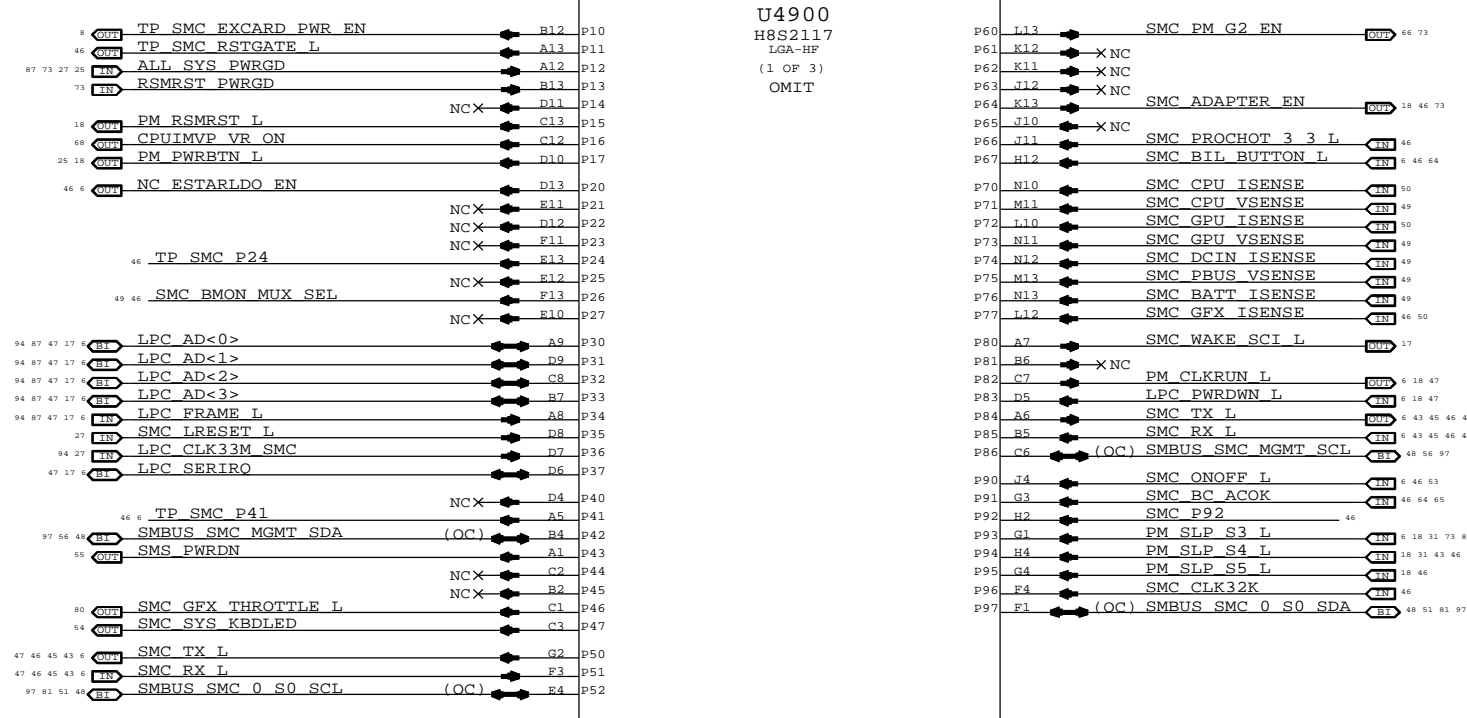 U4900
H8S2117
LGA-HF
(1 OF 3)
OMIT
8 OUT TP_SMC_EXCARD_PWR_EN B12 P10
46 OUT TP_SMC_RSTGATE_L A13 P11
87 73 27 25 IN ALL_SYS_PWRGD A12 P12
73 IN RSMRST_PWRGD B13 P13
NC D11 P14
18 OUT PM_RSMRST_L C13 P15
68 OUT CPUIMVP_VR_ON C12 P16
25 18 OUT PM_PWRBTN_L D10 P17
46 6 OUT NC_ESTARLDO_EN D13 P20
NC E11 P21
NC D12 P22
NC F11 P23
46 TP_SMC_P24 E13 P24
NC E12 P25
49 46 SMC_BMON_MUX_SEL F13 P26
NC E10 P27
94 87 47 17 6 BI LPC_AD<0> A9 P30
94 87 47 17 6 BI LPC_AD<1> D9 P31
94 87 47 17 6 BI LPC_AD<2> C8 P32
94 87 47 17 6 BI LPC_AD<3> B7 P33
94 87 47 17 6 IN LPC_FRAME_L A8 P34
27 IN SMC_LRESET_L D8 P35
94 27 IN LPC_CLK33M_SMC D7 P36
47 17 6 BI LPC_SERIRQ D6 P37
NC D4 P40
46 6 TP_SMC_P41 A5 P41
97 56 48 BI SMBUS_SMC_MGMT_SDA (OC) B4 P42
55 OUT SMS_PWRDN A1 P43
NC C2 P44
NC B2 P45
80 OUT SMC_GFX_THROTTLE_L C1 P46
54 OUT SMC_SYS_KBDLED C3 P47
47 46 45 43 6 OUT SMC_TX_L G2 P50
47 46 45 43 6 IN SMC_RX_L F3 P51
97 81 51 48 BI SMBUS_SMC_0_S0_SCL (OC) E4 P52
P60 L13 SMC_PM_G2_EN OUT 66 73
P61 K12 NC
P62 K11 NC
P63 J12 NC
P64 K13 SMC_ADAPTER_EN OUT 18 46 73
P65 J10 NC
P66 J11 SMC_PROCHOT_3_3_L IN 46
P67 H12 SMC_BIL_BUTTON_L IN 6 46 64
P70 N10 SMC_CPU_ISENSE IN 50
P71 M11 SMC_CPU_VSENSE IN 49
P72 L10 SMC_GPU_ISENSE IN 50
P73 N11 SMC_GPU_VSENSE IN 49
P74 N12 SMC_DCIN_ISENSE IN 49
P75 M13 SMC_PBUS_VSENSE IN 49
P76 N13 SMC_BATT_ISENSE IN 49
P77 L12 SMC_GFX_ISENSE IN 46 50
P80 A7 SMC_WAKE_SCI_L OUT 17
P81 B6 NC
P82 C7 PM_CLKRUN_L OUT 6 18 47
P83 D5 LPC_PWRDWN_L IN 6 18 47
P84 A6 SMC_TX_L OUT 6 43 45 46 4
P85 B5 SMC_RX_L IN 6 43 45 46 4
P86 C6 (OC) SMBUS_SMC_MGMT_SCL BI 48 56 97
P90 J4 SMC_ONOFF_L IN 6 46 53
P91 G3 SMC_BC_ACOK IN 46 64 65
P92 H2 SMC_P92 46
P93 G1 PM_SLP_S3_L IN 6 18 31 73 8
P94 H4 PM_SLP_S4_L IN 18 31 43 46
P95 G4 PM_SLP_S5_L IN 18 46
P96 F4 SMC_CLK32K IN 46
P97 F1 (OC) SMBUS_SMC_0_S0_SDA BI 48 51 81 97